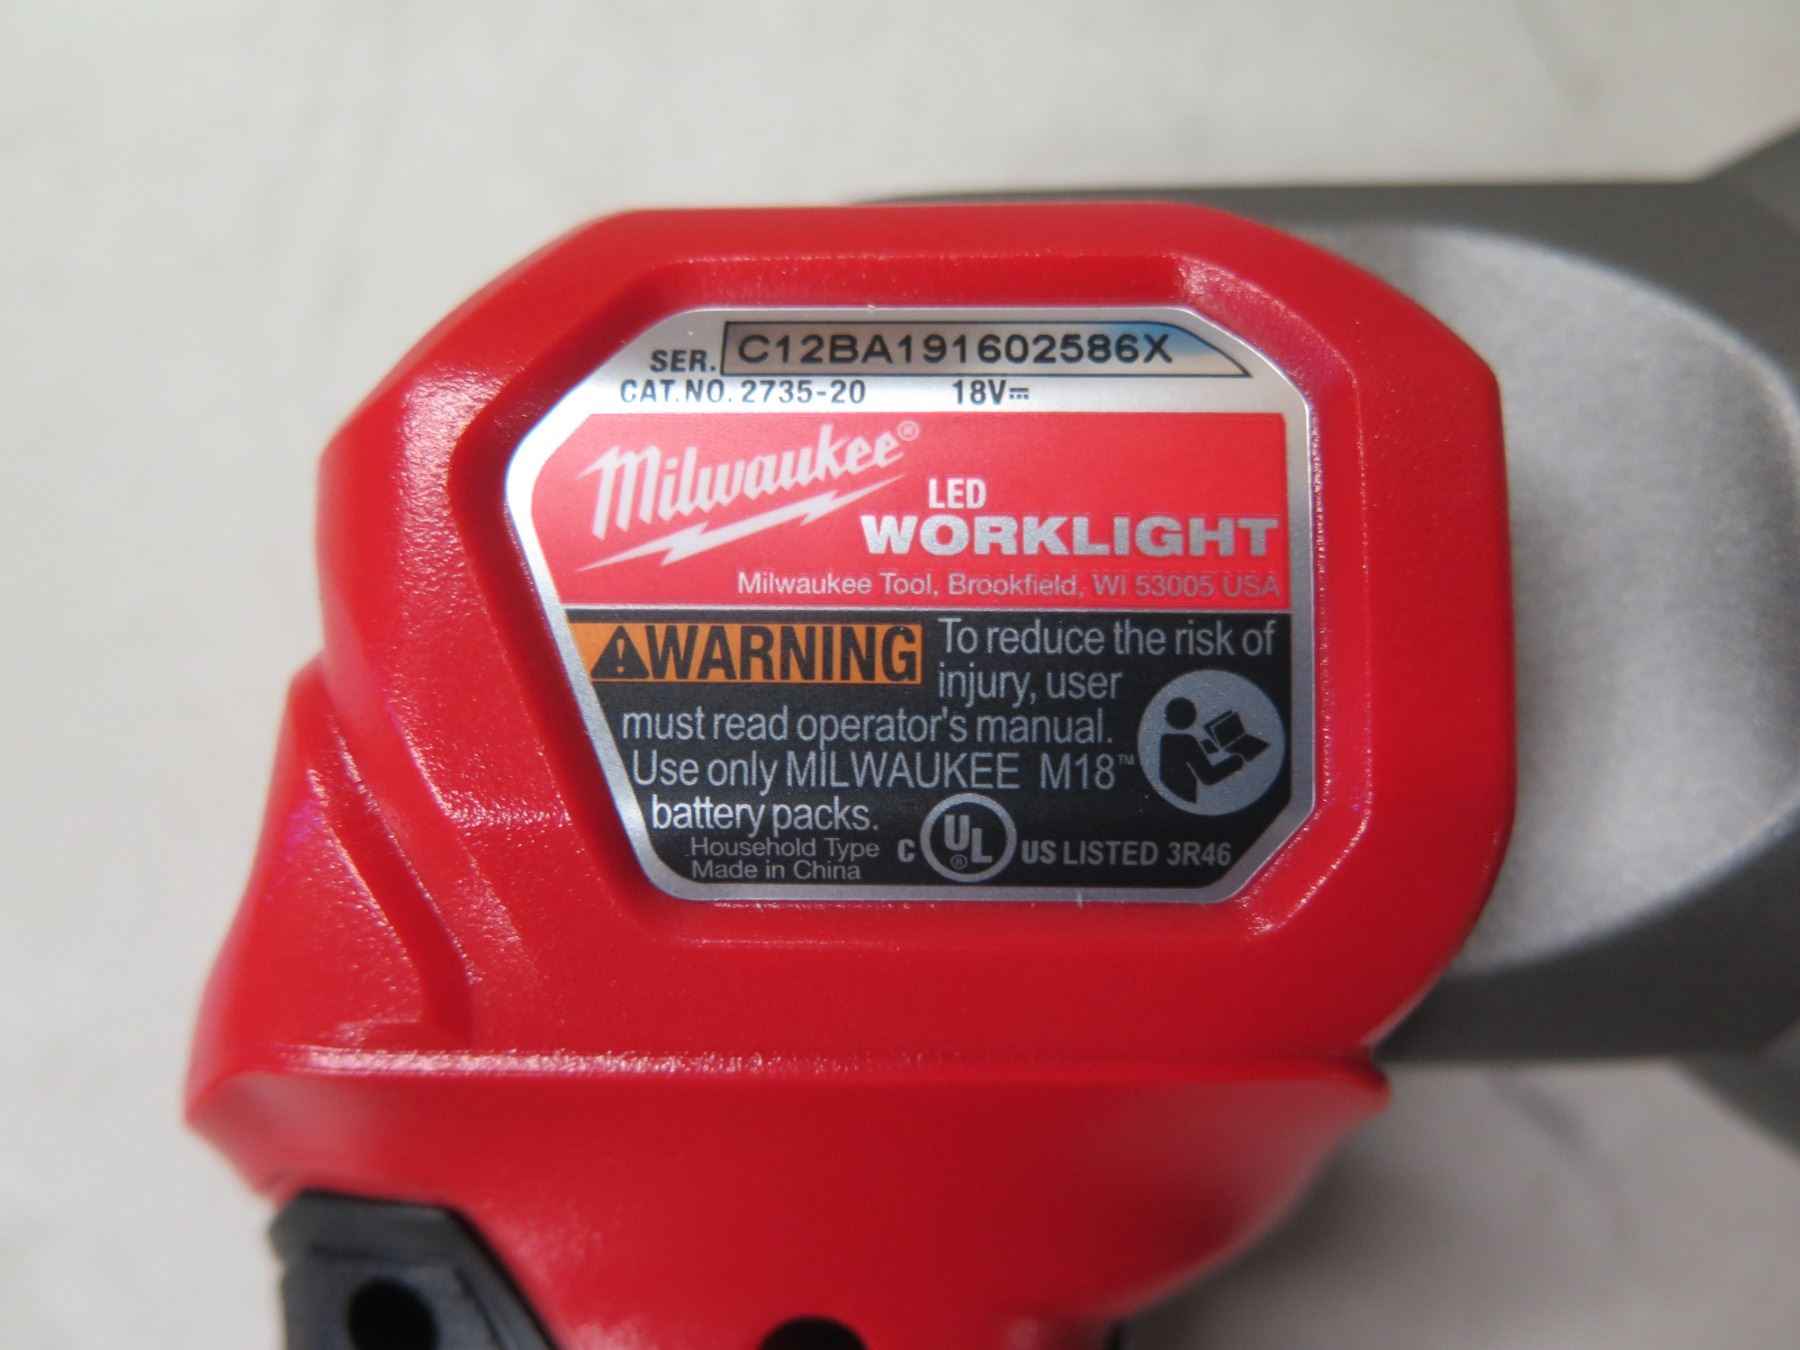 SER. C12BA191602586X
CAT.NO. 2735-20 18V⎓
Milwaukee®
LED
WORKLIGHT
Milwaukee Tool, Brookfield, WI 53005 USA
⚠WARNING To reduce the risk of
injury, user
must read operator's manual.
Use only MILWAUKEE M18™
battery packs.
Household Type
Made in China
C UL® US LISTED 3R46